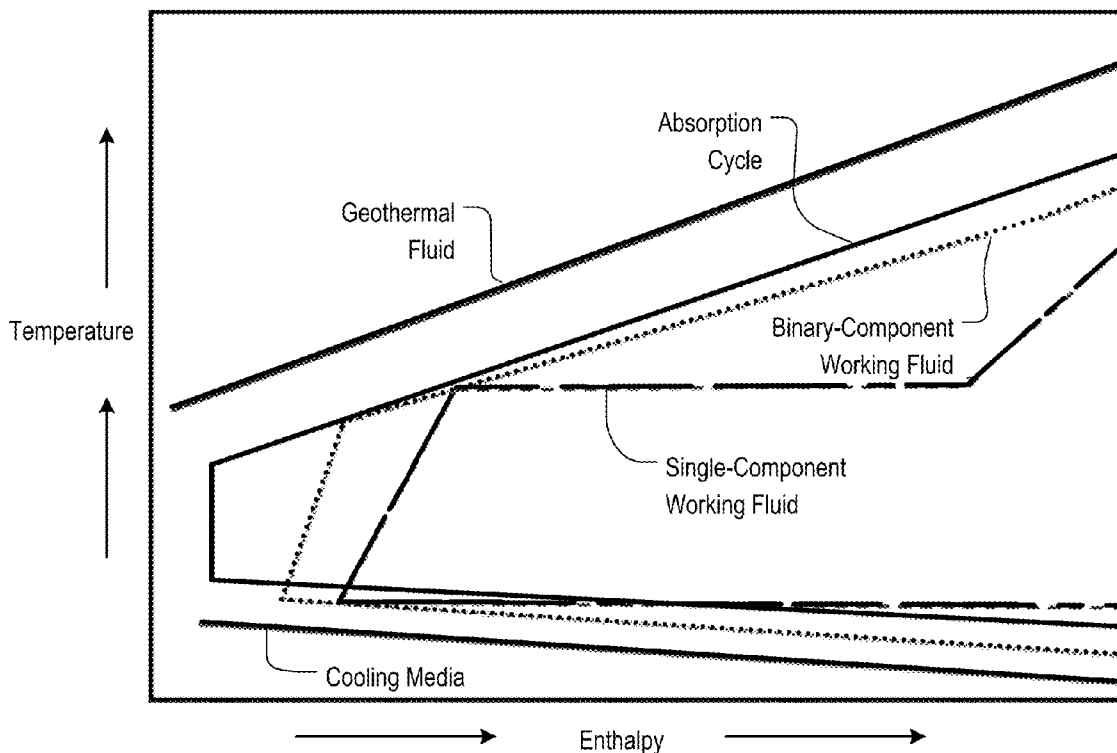 Absorption
Cycle
Geothermal
Fluid
Temperature
Binary-Component
Working Fluid
Single-Component
Working Fluid
Cooling Media
Enthalpy